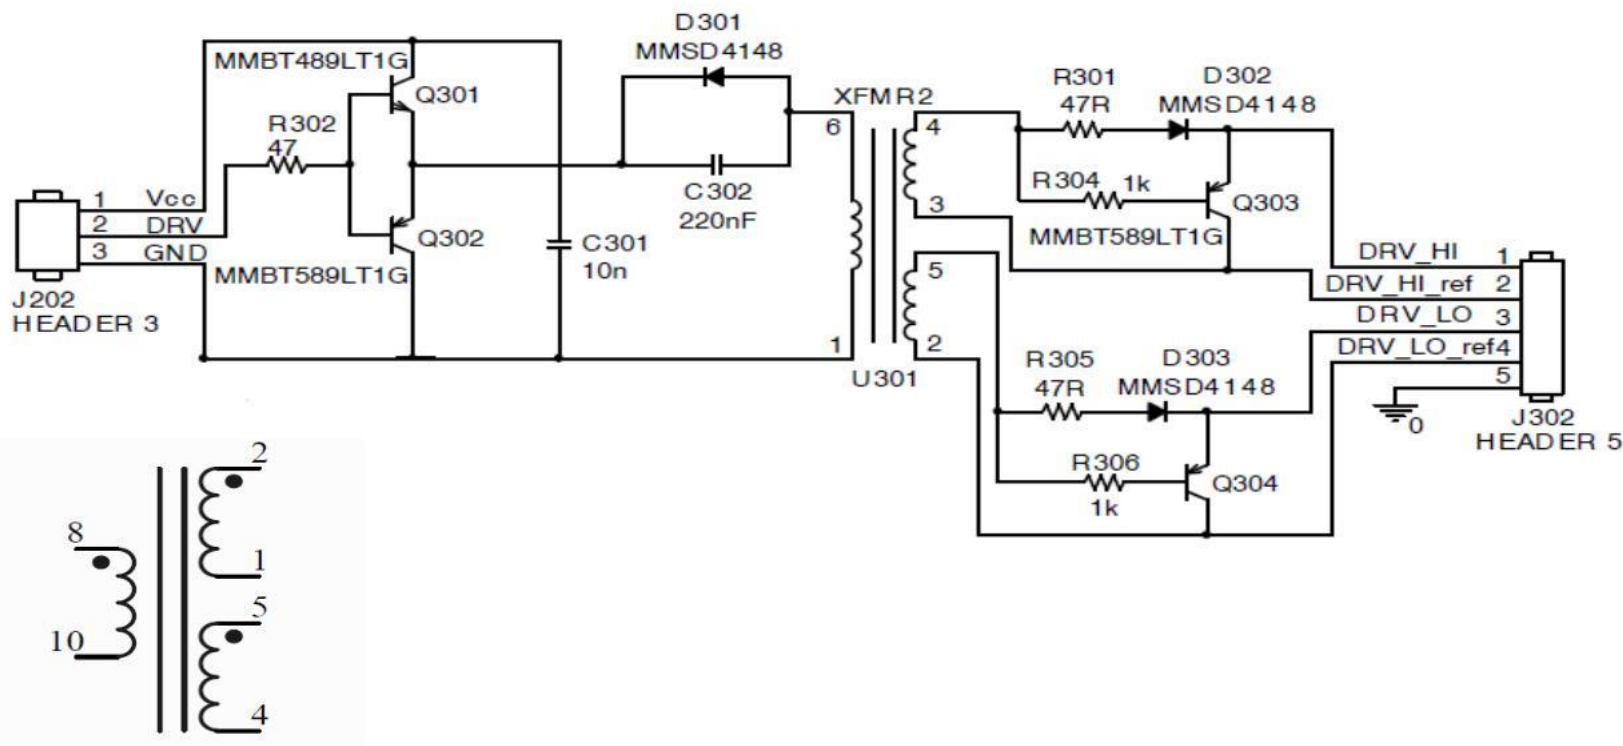 D301
MMSD4148
MMBT489LT1G
Q301
R302
47
XFMR2
6
4
R301
47R
D302
MMSD4148
C302
220nF
R304 1k
Q303
3
MMBT589LT1G
1 Vcc
2 DRV
3 GND
J202
HEADER 3
Q302
MMBT589LT1G
C301
10n
5
1
2
U301
DRV_HI 1
DRV_HI_ref 2
DRV_LO 3
DRV_LO_ref4
5
0
J302
HEADER 5
R305
47R
D303
MMSD4148
R306
1k
Q304
2
8
1
5
10
4